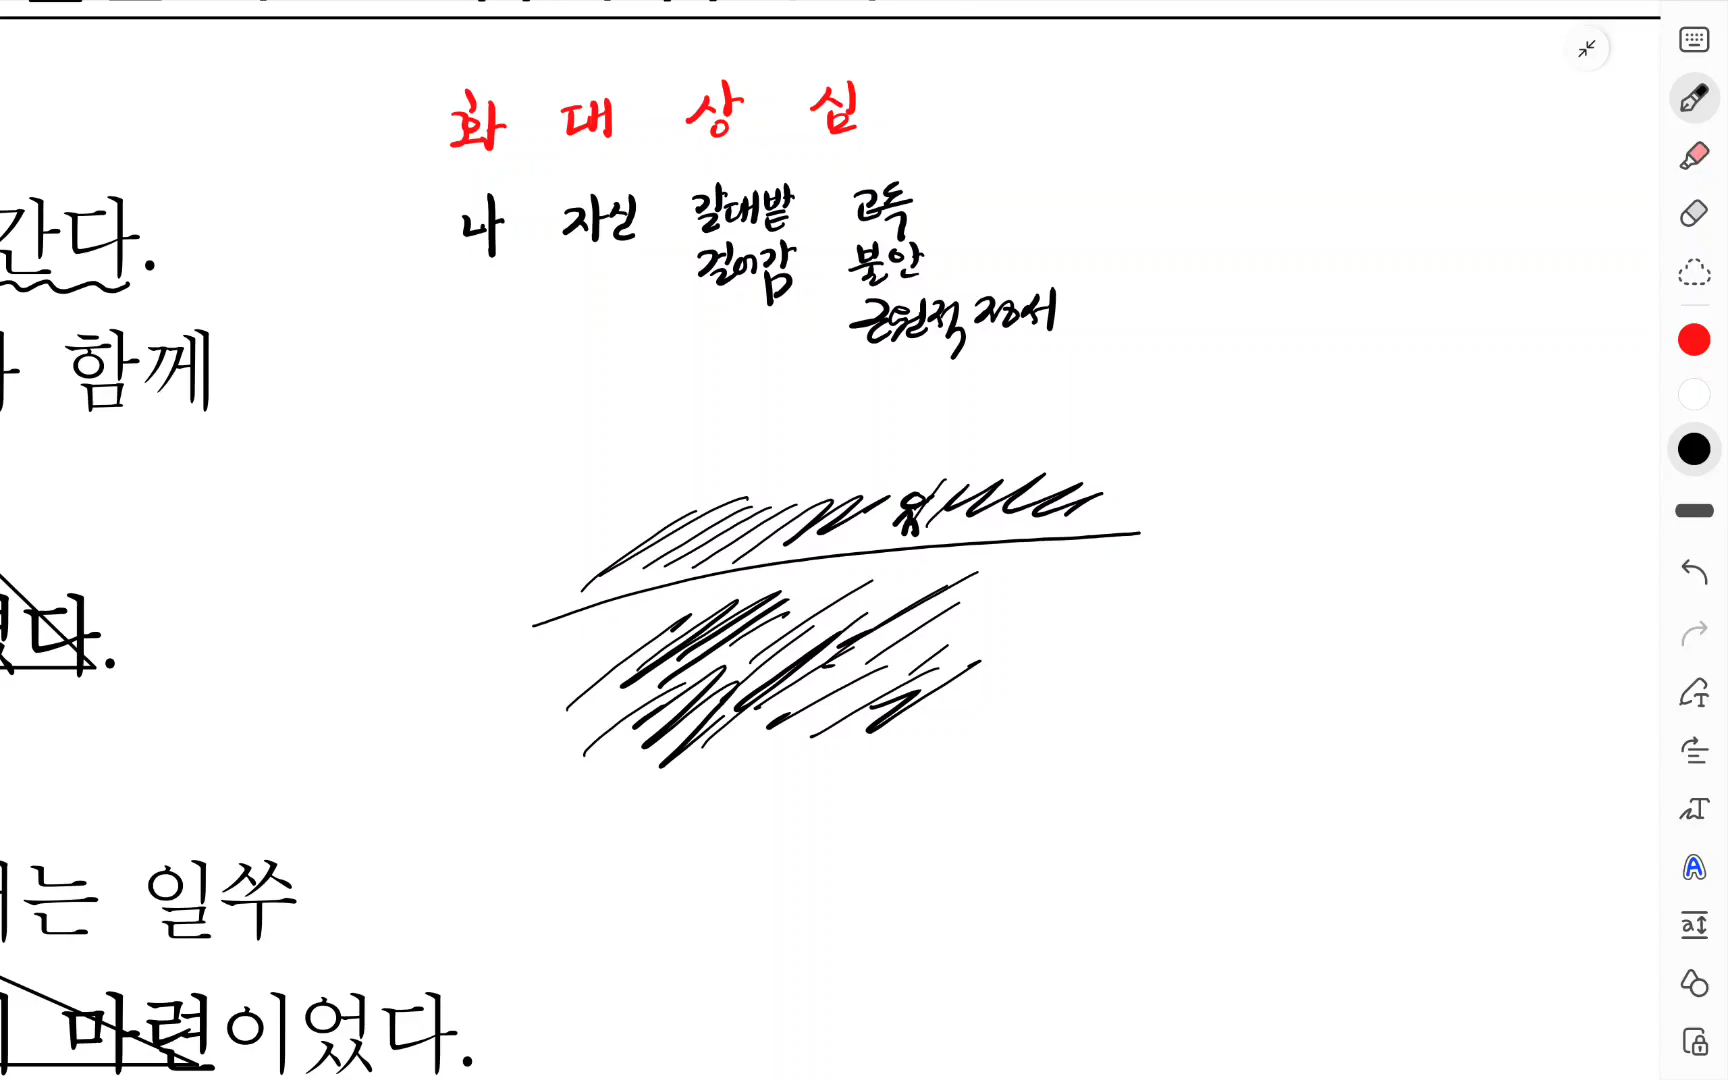 화 대 상 심
나 자신 갈대밭 고독
걸어감 불안
근원적 정서
간다.
함께
다.
는 일쑤
마련이었다.